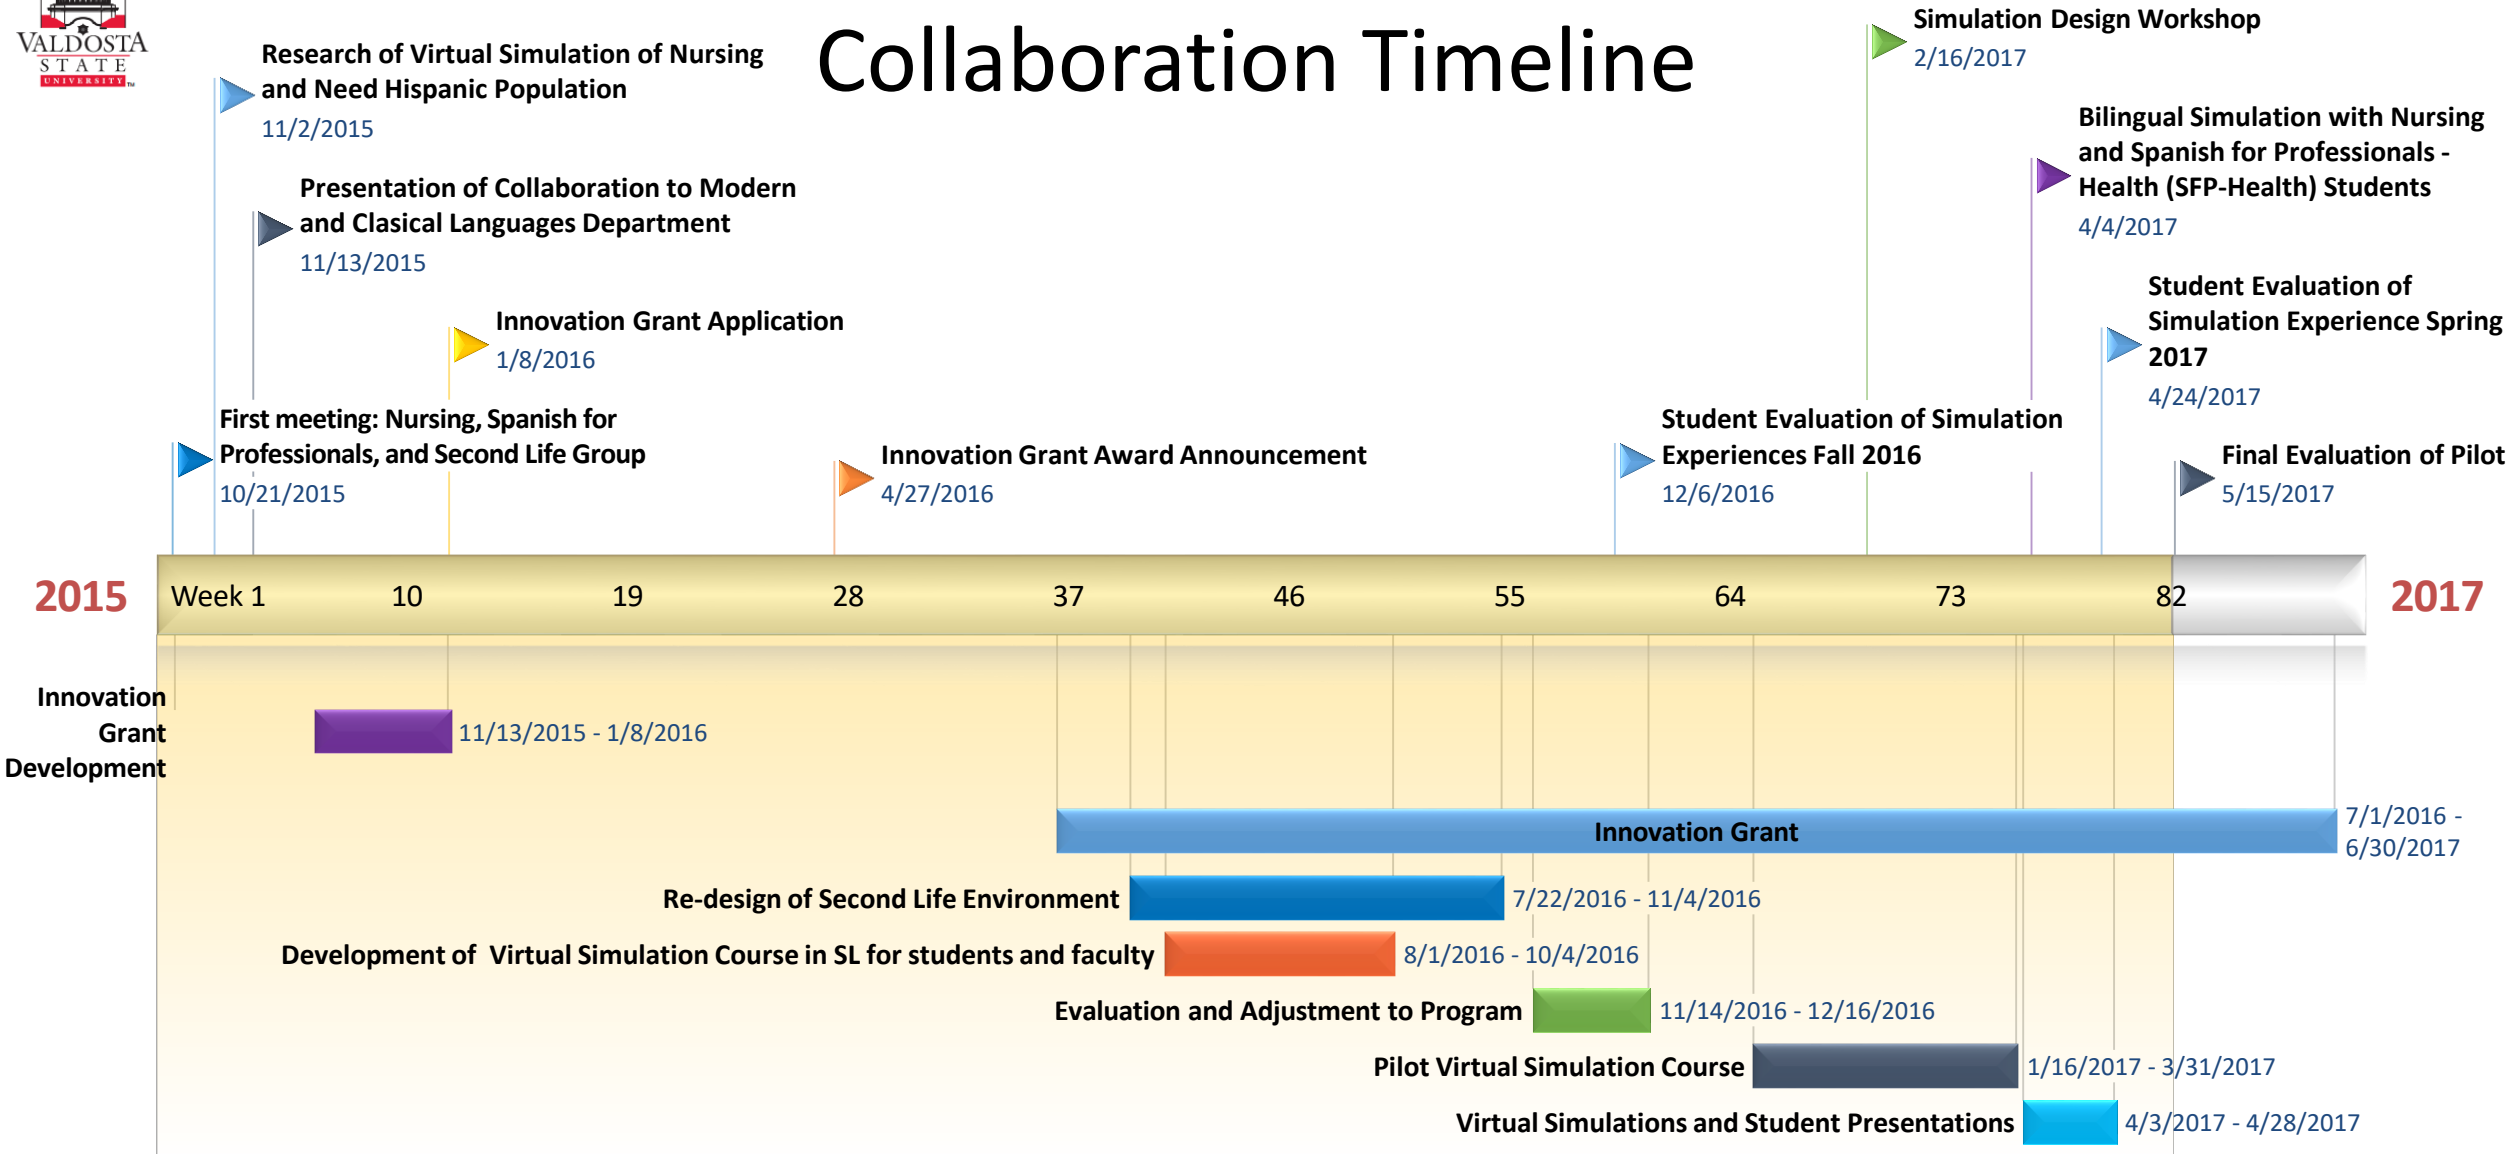 VALDOSTA
STATE
UNIVERSITY™
Collaboration Timeline
Research of Virtual Simulation of Nursing
and Need Hispanic Population
11/2/2015
Presentation of Collaboration to Modern
and Clasical Languages Department
11/13/2015
Innovation Grant Application
1/8/2016
First meeting: Nursing, Spanish for
Professionals, and Second Life Group
10/21/2015
Innovation Grant Award Announcement
4/27/2016
Student Evaluation of Simulation
Experiences Fall 2016
12/6/2016
Simulation Design Workshop
2/16/2017
Bilingual Simulation with Nursing
and Spanish for Professionals -
Health (SFP-Health) Students
4/4/2017
Student Evaluation of
Simulation Experience Spring
2017
4/24/2017
Final Evaluation of Pilot
5/15/2017
2015 Week 1 10 19 28 37 46 55 64 73 82 2017
Innovation
Grant
Development
11/13/2015 - 1/8/2016
Innovation Grant
7/1/2016 -
6/30/2017
Re-design of Second Life Environment 7/22/2016 - 11/4/2016
Development of Virtual Simulation Course in SL for students and faculty 8/1/2016 - 10/4/2016
Evaluation and Adjustment to Program 11/14/2016 - 12/16/2016
Pilot Virtual Simulation Course 1/16/2017 - 3/31/2017
Virtual Simulations and Student Presentations 4/3/2017 - 4/28/2017